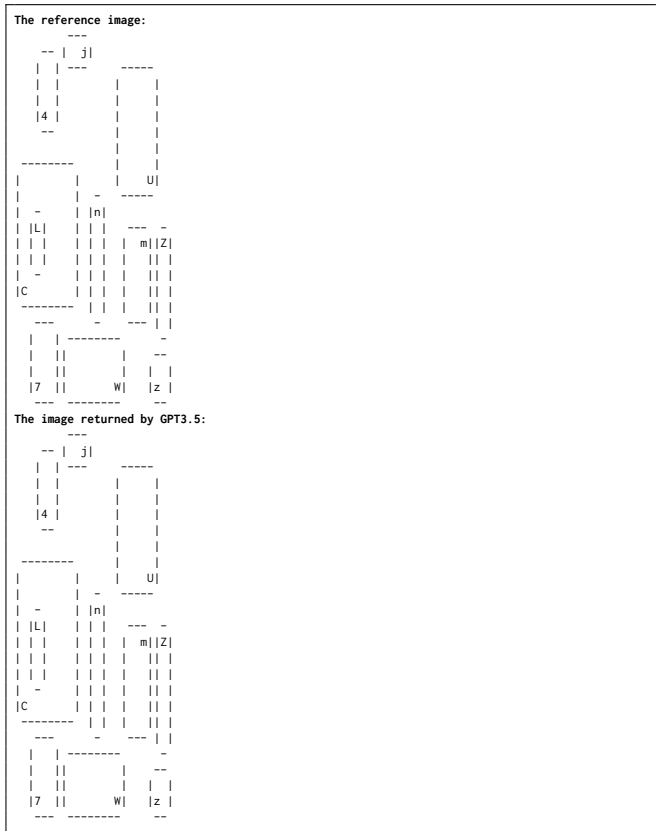 The reference image:
         ---
     -- |  j|
    |  | ---      -----
    |  |         |     |
    |  |         |     |
    |4 |         |     |
     --          |     |
                 |     |
  --------       |     |
 |        |      |    U|
 |        |  -    -----
 |  -     | |n|
 | |L|    | | |   ---  -
 | | |    | | |  |  m||Z|
 | | |    | | |  |   || |
 |  -     | | |  |   || |
 |C       | | |  |   || |
  --------  | |  |   || |
    ---      -    --- | |
   |   | --------      -
   |   ||        |    --
   |   ||        |   |  |
   |7  ||       W|   |z |
    ---  --------     --
The image returned by GPT3.5:
         ---
     -- |  j|
    |  | ---      -----
    |  |         |     |
    |  |         |     |
    |4 |         |     |
     --          |     |
                 |     |
  --------       |     |
 |        |      |    U|
 |        |  -    -----
 |  -     | |n|
 | |L|    | | |   ---  -
 | | |    | | |  |  m||Z|
 | | |    | | |  |   || |
 | | |    | | |  |   || |
 |  -     | | |  |   || |
 |C       | | |  |   || |
  --------  | |  |   || |
    ---      -    --- | |
   |   | --------      -
   |   ||        |    --
   |   ||        |   |  |
   |7  ||       W|   |z |
    ---  --------     --